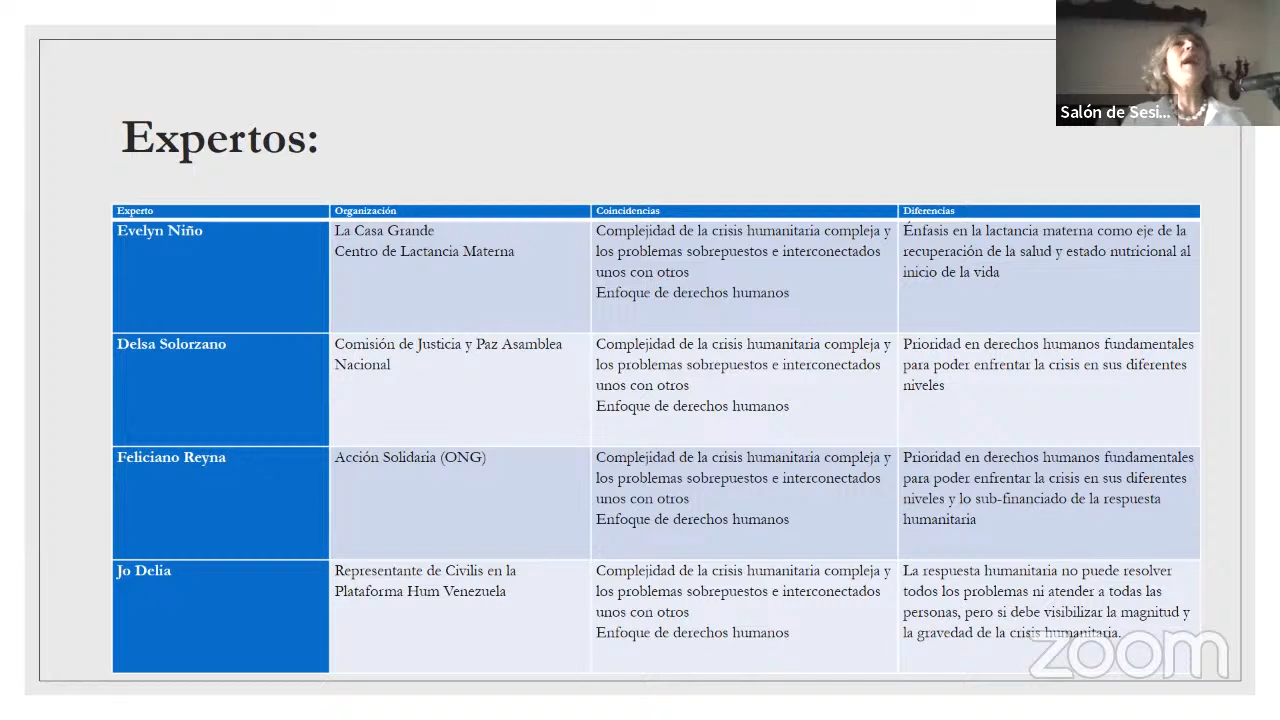 Salón de Sesi...
Expertos:
Experto
Organización
Coincidencias
Diferencias
Evelyn Niño
La Casa Grande
Centro de Lactancia Materna
Complejidad de la crisis humanitaria compleja y
los problemas sobrepuestos e interconectados
unos con otros
Enfoque de derechos humanos
Énfasis en la lactancia materna como eje de la
recuperación de la salud y estado nutricional al
inicio de la vida
Delsa Solorzano
Comisión de Justicia y Paz Asamblea
Nacional
Complejidad de la crisis humanitaria compleja y
los problemas sobrepuestos e interconectados
unos con otros
Enfoque de derechos humanos
Prioridad en derechos humanos fundamentales
para poder enfrentar la crisis en sus diferentes
niveles
Feliciano Reyna
Acción Solidaria (ONG)
Complejidad de la crisis humanitaria compleja y
los problemas sobrepuestos e interconectados
unos con otros
Enfoque de derechos humanos
Prioridad en derechos humanos fundamentales
para poder enfrentar la crisis en sus diferentes
niveles y lo sub-financiado de la respuesta
humanitaria
Jo Delia
Representante de Civilis en la
Plataforma Hum Venezuela
Complejidad de la crisis humanitaria compleja y
los problemas sobrepuestos e interconectados
unos con otros
Enfoque de derechos humanos
La respuesta humanitaria no puede resolver
todos los problemas ni atender a todas las
personas, pero si debe visibilizar la magnitud y
la gravedad de la crisis humanitaria.
zoom